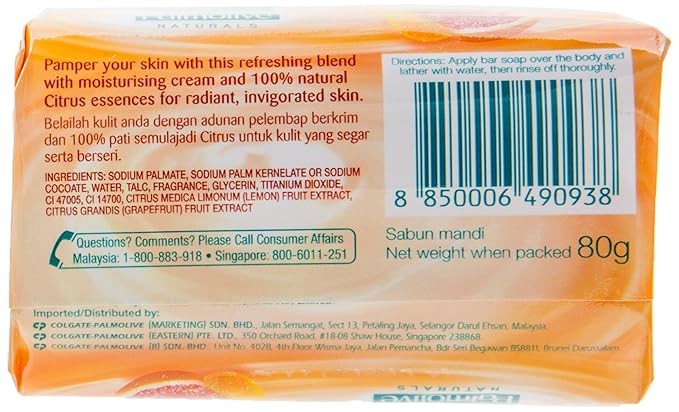 Palmolive
NATURALS
Pamper your skin with this refreshing blend
with moisturising cream and 100% natural
Citrus essences for radiant, invigorated skin.
Belailah kulit anda dengan adunan pelembap berkrim
dan 100% pati semulajadi Citrus untuk kulit yang segar
serta berseri.
INGREDIENTS: SODIUM PALMATE, SODIUM PALM KERNELATE OR SODIUM
COCOATE, WATER, TALC, FRAGRANCE, GLYCERIN, TITANIUM DIOXIDE,
CI 47005, CI 14700, CITRUS MEDICA LIMONUM (LEMON) FRUIT EXTRACT,
CITRUS GRANDIS (GRAPEFRUIT) FRUIT EXTRACT
Questions? Comments? Please Call Consumer Affairs
Malaysia: 1-800-883-918 • Singapore: 800-6011-251
Directions: Apply bar soap over the body and
lather with water, then rinse off thoroughly.
8 850006 490938
Sabun mandi
Net weight when packed 80g
LIMITED.
Imported/Distributed by:
COLGATE-PALMOLIVE (MARKETING) SDN. BHD., Jalan Semangat, Sect 13, Petaling Jaya, Selangor Darul Ehsan, Malaysia.
COLGATE-PALMOLIVE (EASTERN) PTE. LTD., 350 Orchard Road, #18-08 Shaw House, Singapore 238868.
COLGATE-PALMOLIVE (B) SDN. BHD., Unit No. 402B, 4th Floor Wisma Jaya, Jalan Pemancha, Bdr Seri Begawan BS8811, Brunei Darussalam.
NATURALS
Palmolive